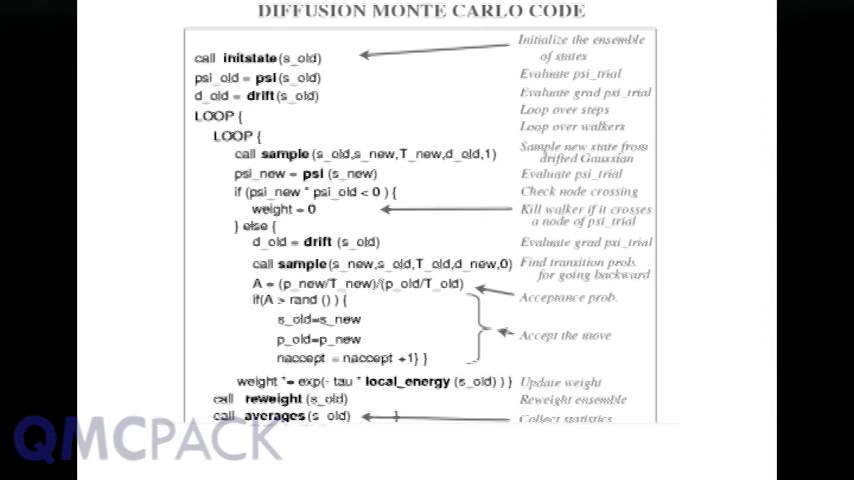 DIFFUSION MONTE CARLO CODE
call initstate (s_old) Initialize the ensemble
of states
psi_old = psi (s_old) Evaluate psi_trial
d_old = drift (s_old) Evaluate grad psi_trial
LOOP { Loop over steps
LOOP { Loop over walkers
call sample (s_old,s_new,T_new,d_old,1) Sample new state from
drifted Gaussian
psi_new = psi (s_new) Evaluate psi_trial
if (psi_new * psi_old < 0 ) { Check node crossing
weight = 0 Kill walker if it crosses
a node of psi_trial
} else {
d_old = drift (s_old) Evaluate grad psi_trial
call sample (s_new,s_old,T_old,d_new,0) Find transition prob.
for going backward
A = (p_new/T_new)/(p_old/T_old)
Acceptance prob.
if(A > rand () ) {
s_old=s_new
p_old=p_new Accept the move
naccept = naccept +1} }
weight *= exp(- tau * local_energy (s_old) ) } Update weight
call reweight (s_old) Reweight ensemble
call averages (s_old) } Collect statistics
QMCPACK